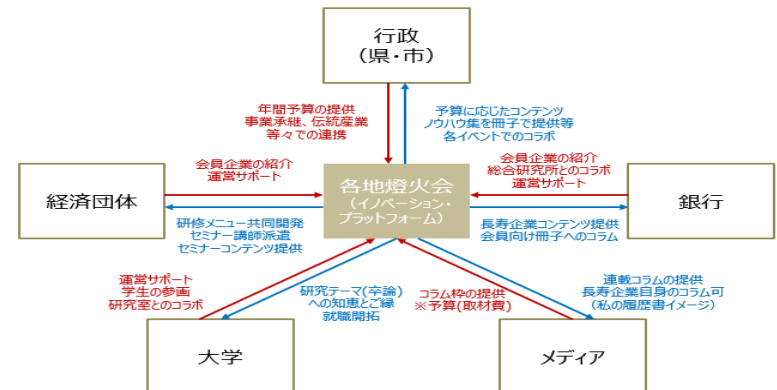 行政
（県・市）
年間予算の提供
事業承継、伝統産業
等々での連携
予算に応じたコンテンツ
ノウハウ集を冊子で提供等
各イベントでのコラボ
会員企業の紹介
運営サポート
会員企業の紹介
総合研究所とのコラボ
運営サポート
経済団体
各地燈火会
（イノベーション・
プラットフォーム）
銀行
研修メニュー共同開発
セミナー講師派遣
セミナーコンテンツ提供
長寿企業コンテンツ提供
会員向け冊子へのコラム
運営サポート
学生の参画
研究室とのコラボ
研究テーマ(卒論)
への知恵とご縁
就職開拓
コラム枠の提供
※予算(取材費)
連載コラムの提供
長寿企業自身のコラム可
（私の履歴書イメージ）
大学
メディア